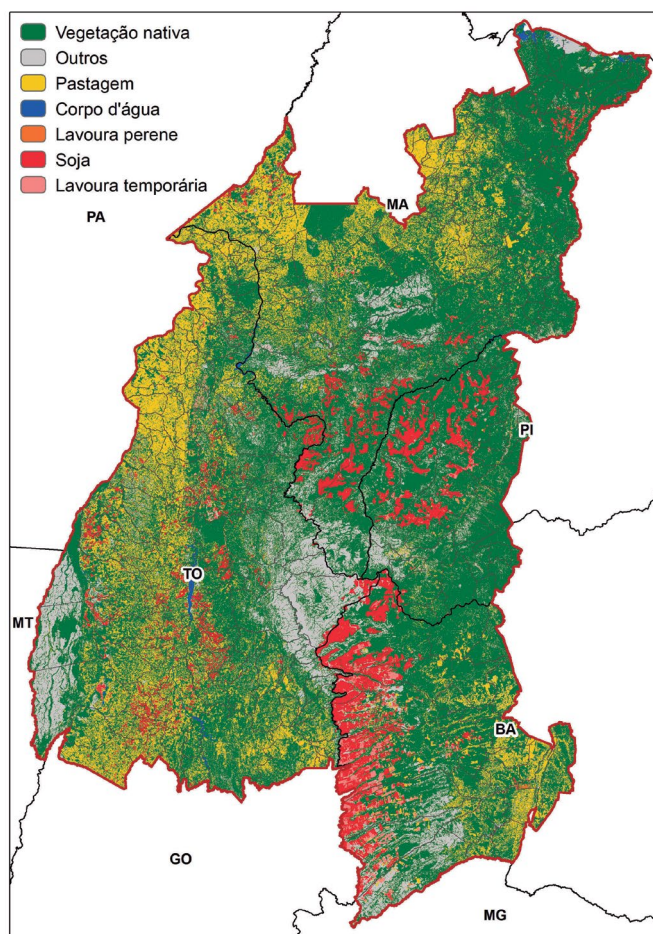 Vegetação nativa
Outros
Pastagem
Corpo d'água
Lavoura perene
Soja
Lavoura temporária
PA
MA
PI
TO
MT
BA
GO
MG